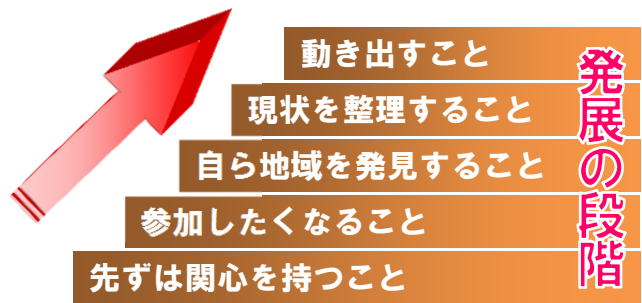 動き出すこと
現状を整理すること
自ら地域を発見すること
参加したくなること
先ずは関心を持つこと
発展の段階